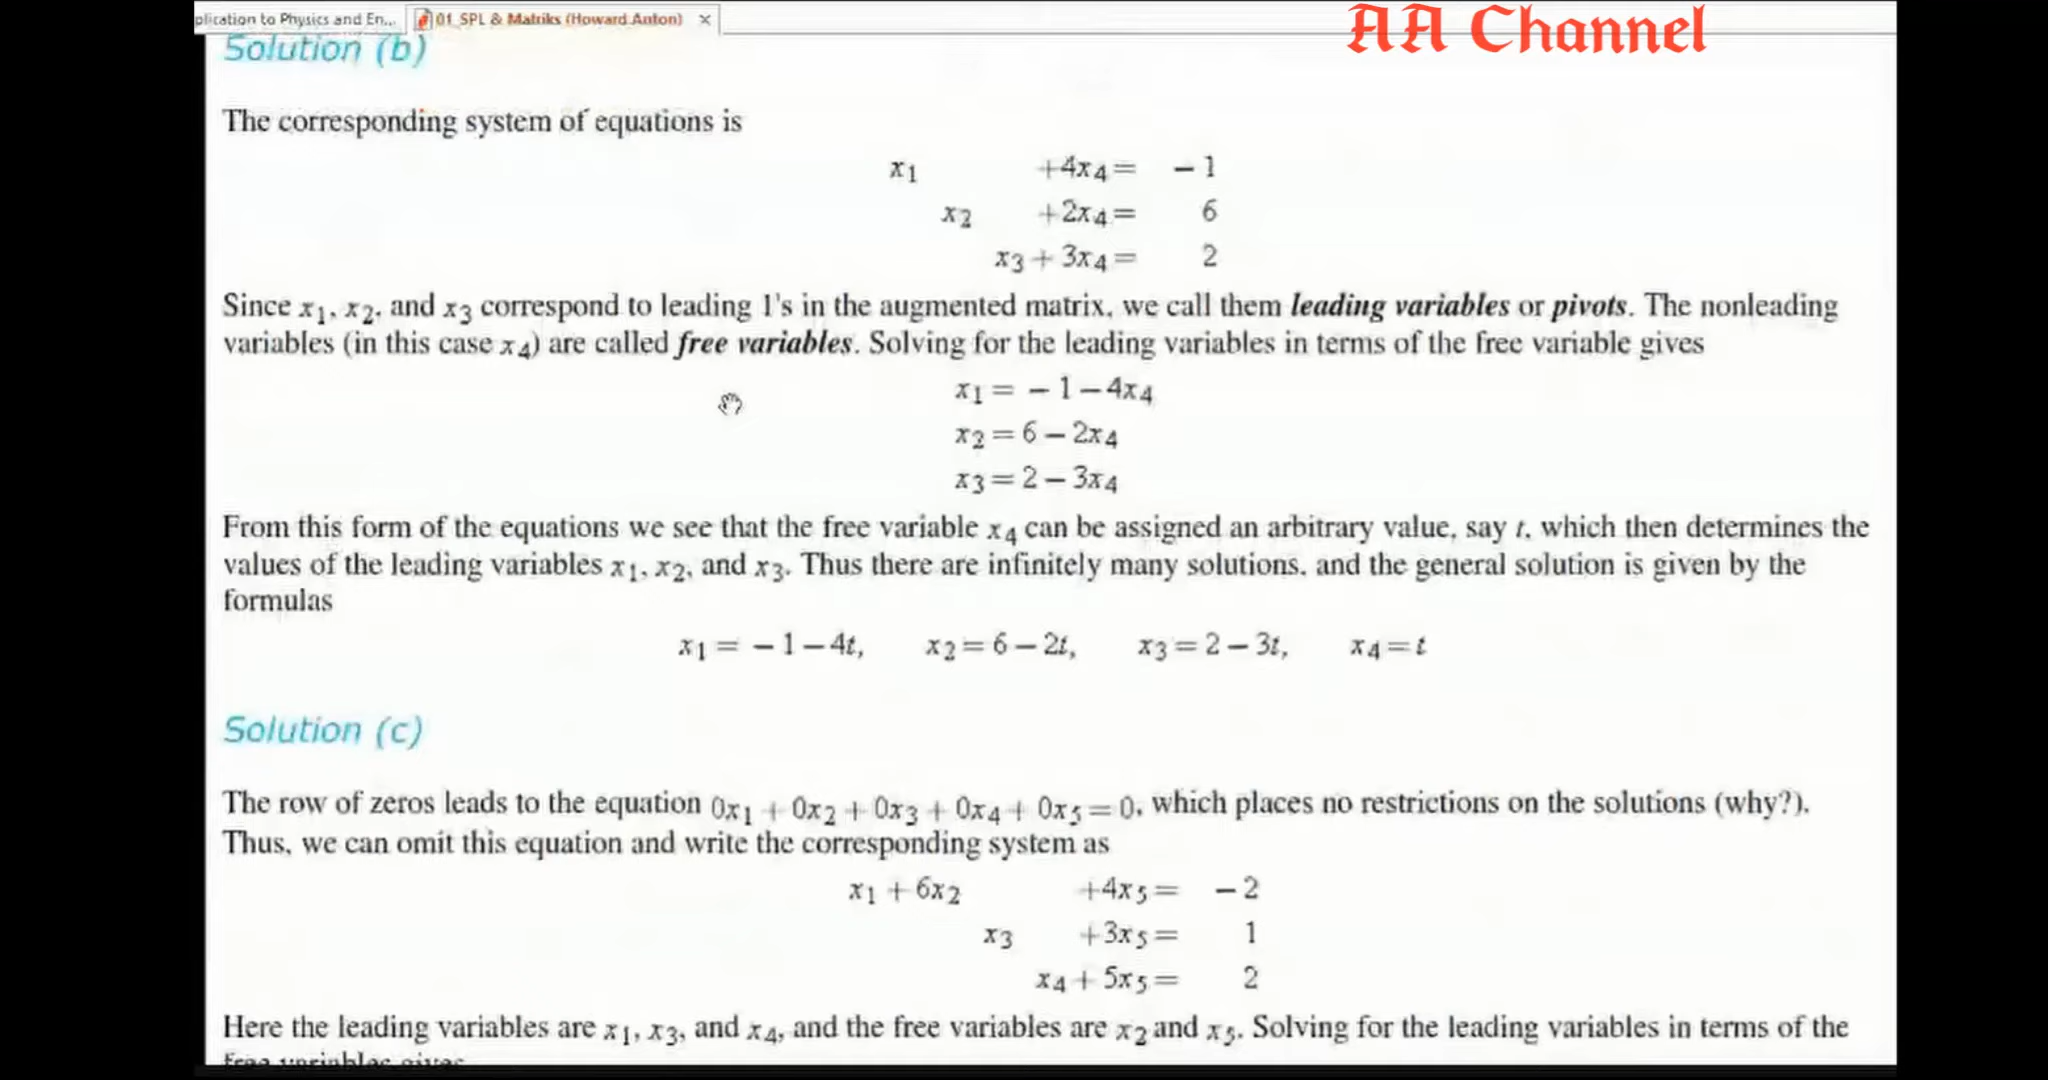 plication to Physics and En... 01_SPL & Matriks (Howard Anton) ×
AA Channel
Solution (b)
The corresponding system of equations is
x1 +4x4= − 1
x2 +2x4= 6
x3 + 3x4= 2
Since x1, x2, and x3 correspond to leading 1's in the augmented matrix, we call them leading variables or pivots. The nonleading
variables (in this case x4) are called free variables. Solving for the leading variables in terms of the free variable gives
x1 = − 1 − 4x4
x2 = 6 − 2x4
x3 = 2 − 3x4
From this form of the equations we see that the free variable x4 can be assigned an arbitrary value, say t, which then determines the
values of the leading variables x1, x2, and x3. Thus there are infinitely many solutions, and the general solution is given by the
formulas
x1 = − 1 − 4t, x2 = 6 − 2t, x3 = 2 − 3t, x4 = t
Solution (c)
The row of zeros leads to the equation 0x1 + 0x2 + 0x3 + 0x4 + 0x5 = 0, which places no restrictions on the solutions (why?).
Thus, we can omit this equation and write the corresponding system as
x1 + 6x2 +4x5= − 2
x3 +3x5= 1
x4 + 5x5= 2
Here the leading variables are x1, x3, and x4, and the free variables are x2 and x5. Solving for the leading variables in terms of the
free variables gives